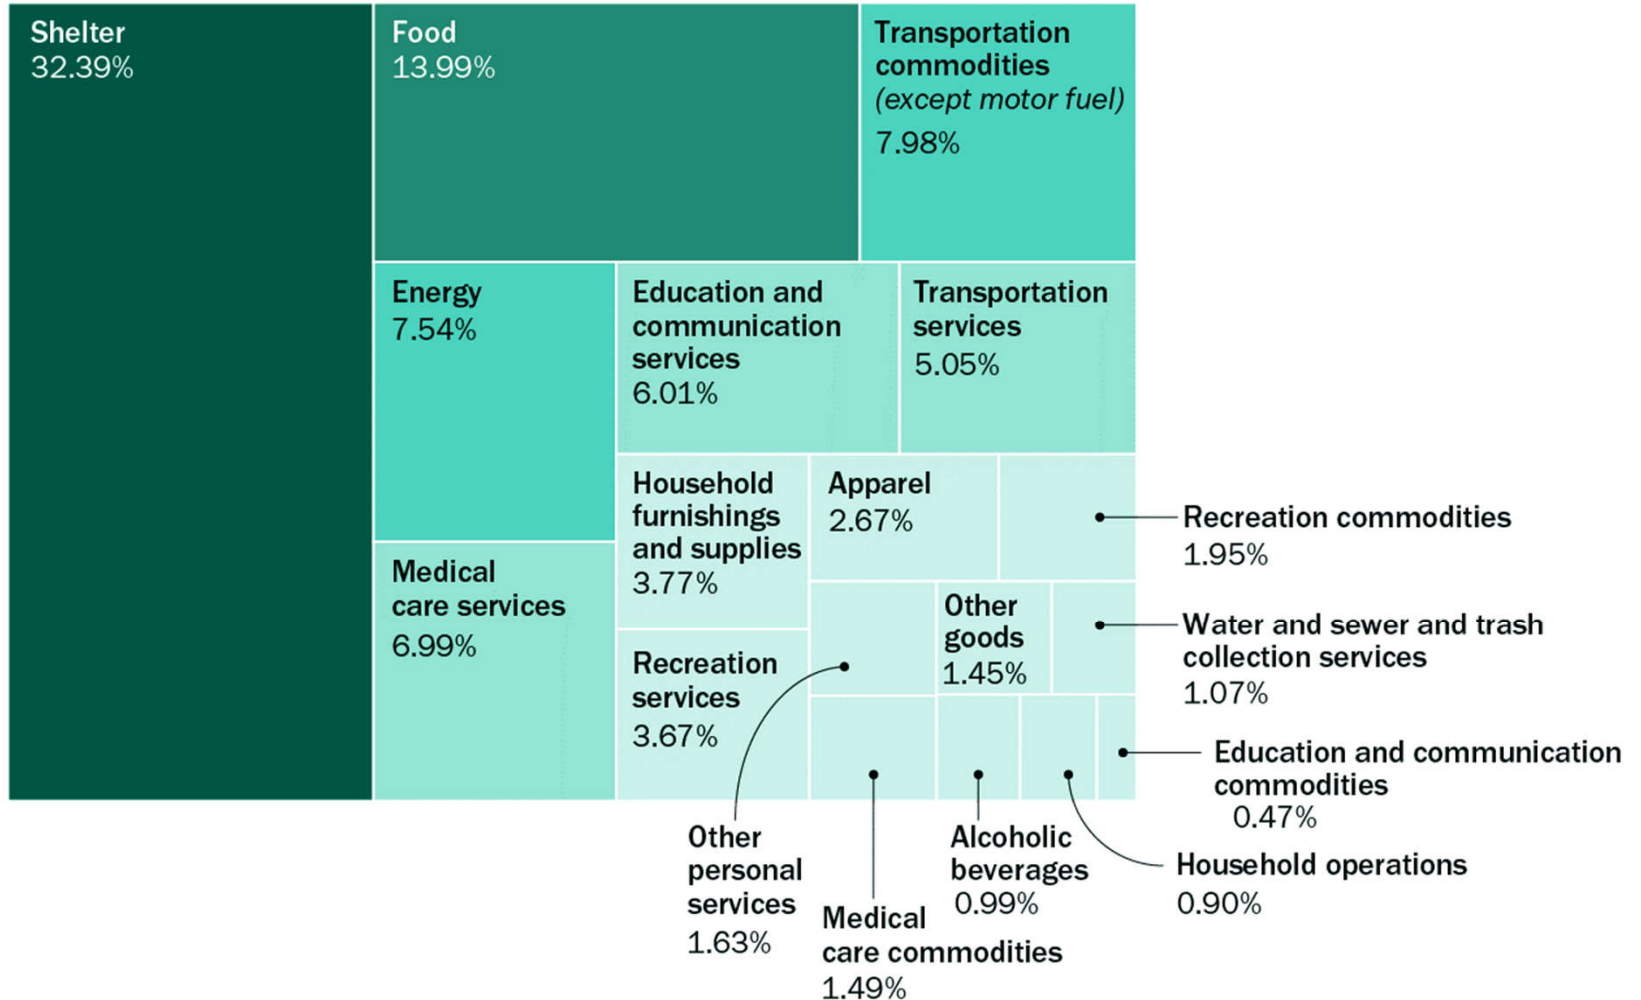 Shelter
32.39%
Food
13.99%
Transportation
commodities
(except motor fuel)
7.98%
Energy
7.54%
Education and
communication
services
6.01%
Transportation
services
5.05%
Medical
care services
6.99%
Household
furnishings
and supplies
3.77%
Apparel
2.67%
Recreation commodities
1.95%
Recreation
services
3.67%
Other
goods
1.45%
Water and sewer and trash
collection services
1.07%
Education and communication
commodities
0.47%
Other
personal
services
1.63%
Medical
care commodities
1.49%
Alcoholic
beverages
0.99%
Household operations
0.90%